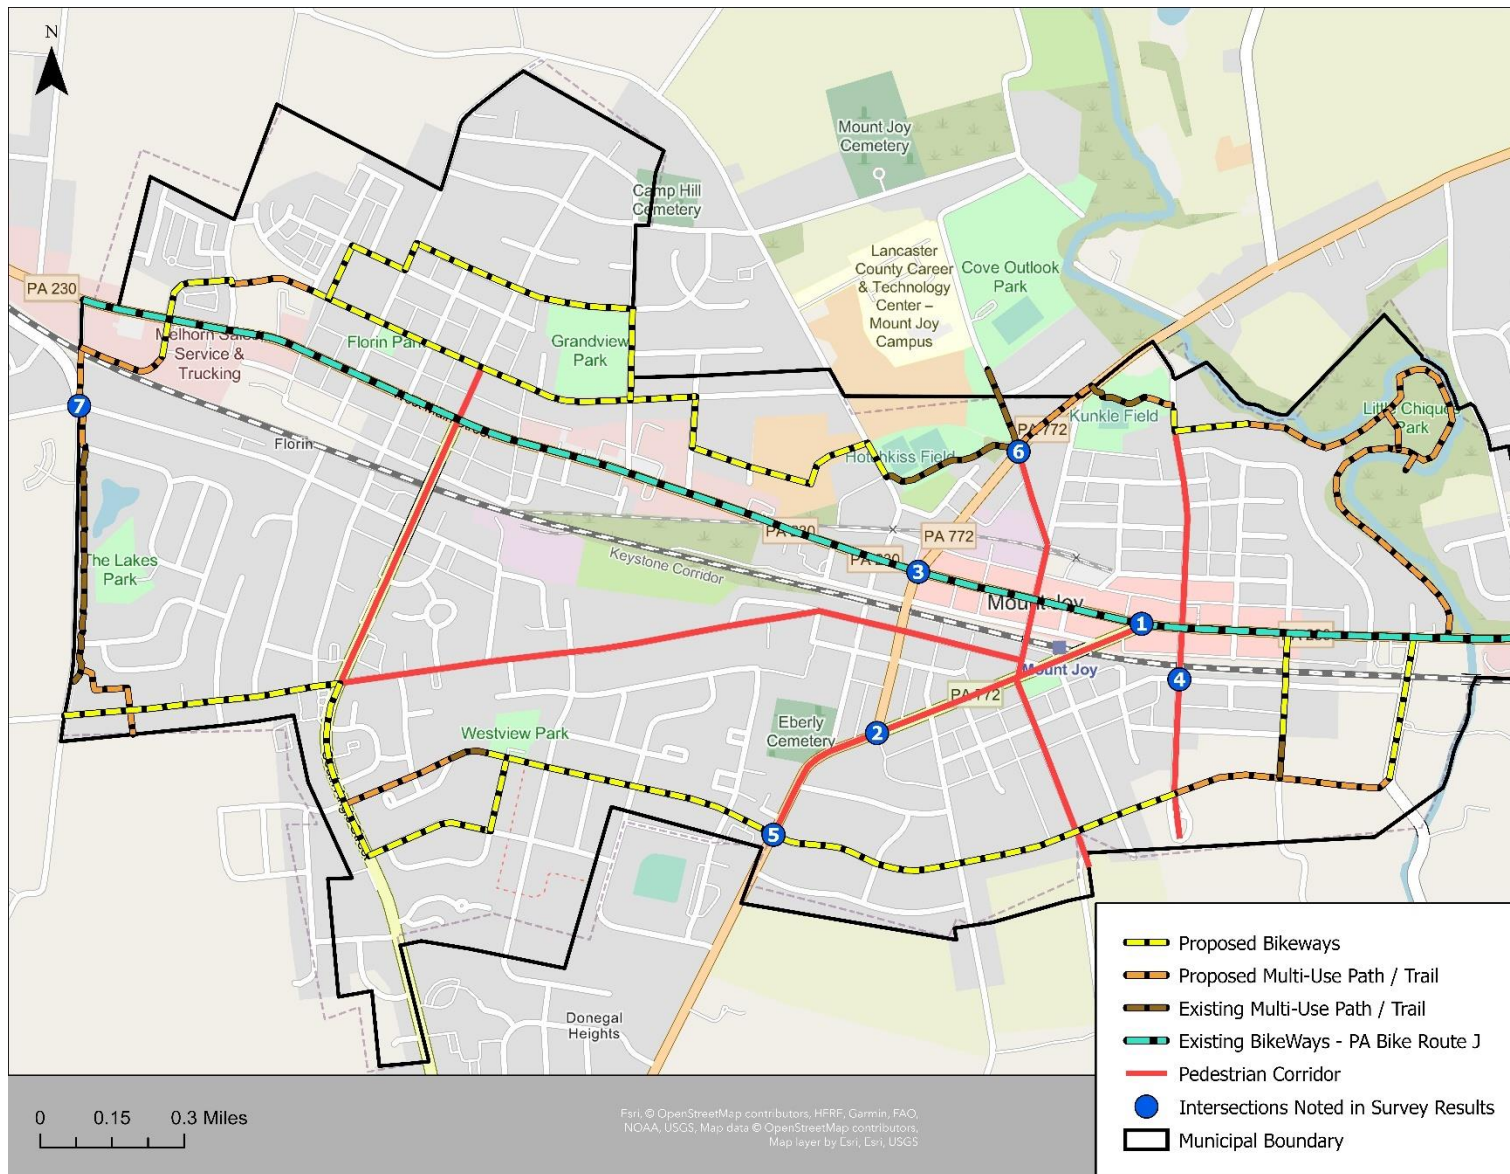 N
Mount Joy
Cemetery
Camp Hill
Cemetery
Lancaster
County Career
& Technology
Center –
Mount Joy
Campus
Cove Outlook
Park
PA 230
Service &
Trucking
Florin Park
Grandview
Park
7
Florin
Hotchkiss Field
6
PA 772
Kunkle Field
Little Chiques
Park
The Lakes
Park
PA 230
PA 772
PA 230
Keystone Corridor
3
Mount Joy
1
Mount Joy
4
PA 772
Westview Park
Eberly
Cemetery
2
5
Donegal
Heights
Proposed Bikeways
Proposed Multi-Use Path / Trail
Existing Multi-Use Path / Trail
Existing BikeWays - PA Bike Route J
Pedestrian Corridor
Intersections Noted in Survey Results
Municipal Boundary
0 0.15 0.3 Miles
Esri, © OpenStreetMap contributors, HFRF, Garmin, FAO,
NOAA, USGS, Map data © OpenStreetMap contributors,
Map layer by Esri, Esri, USGS